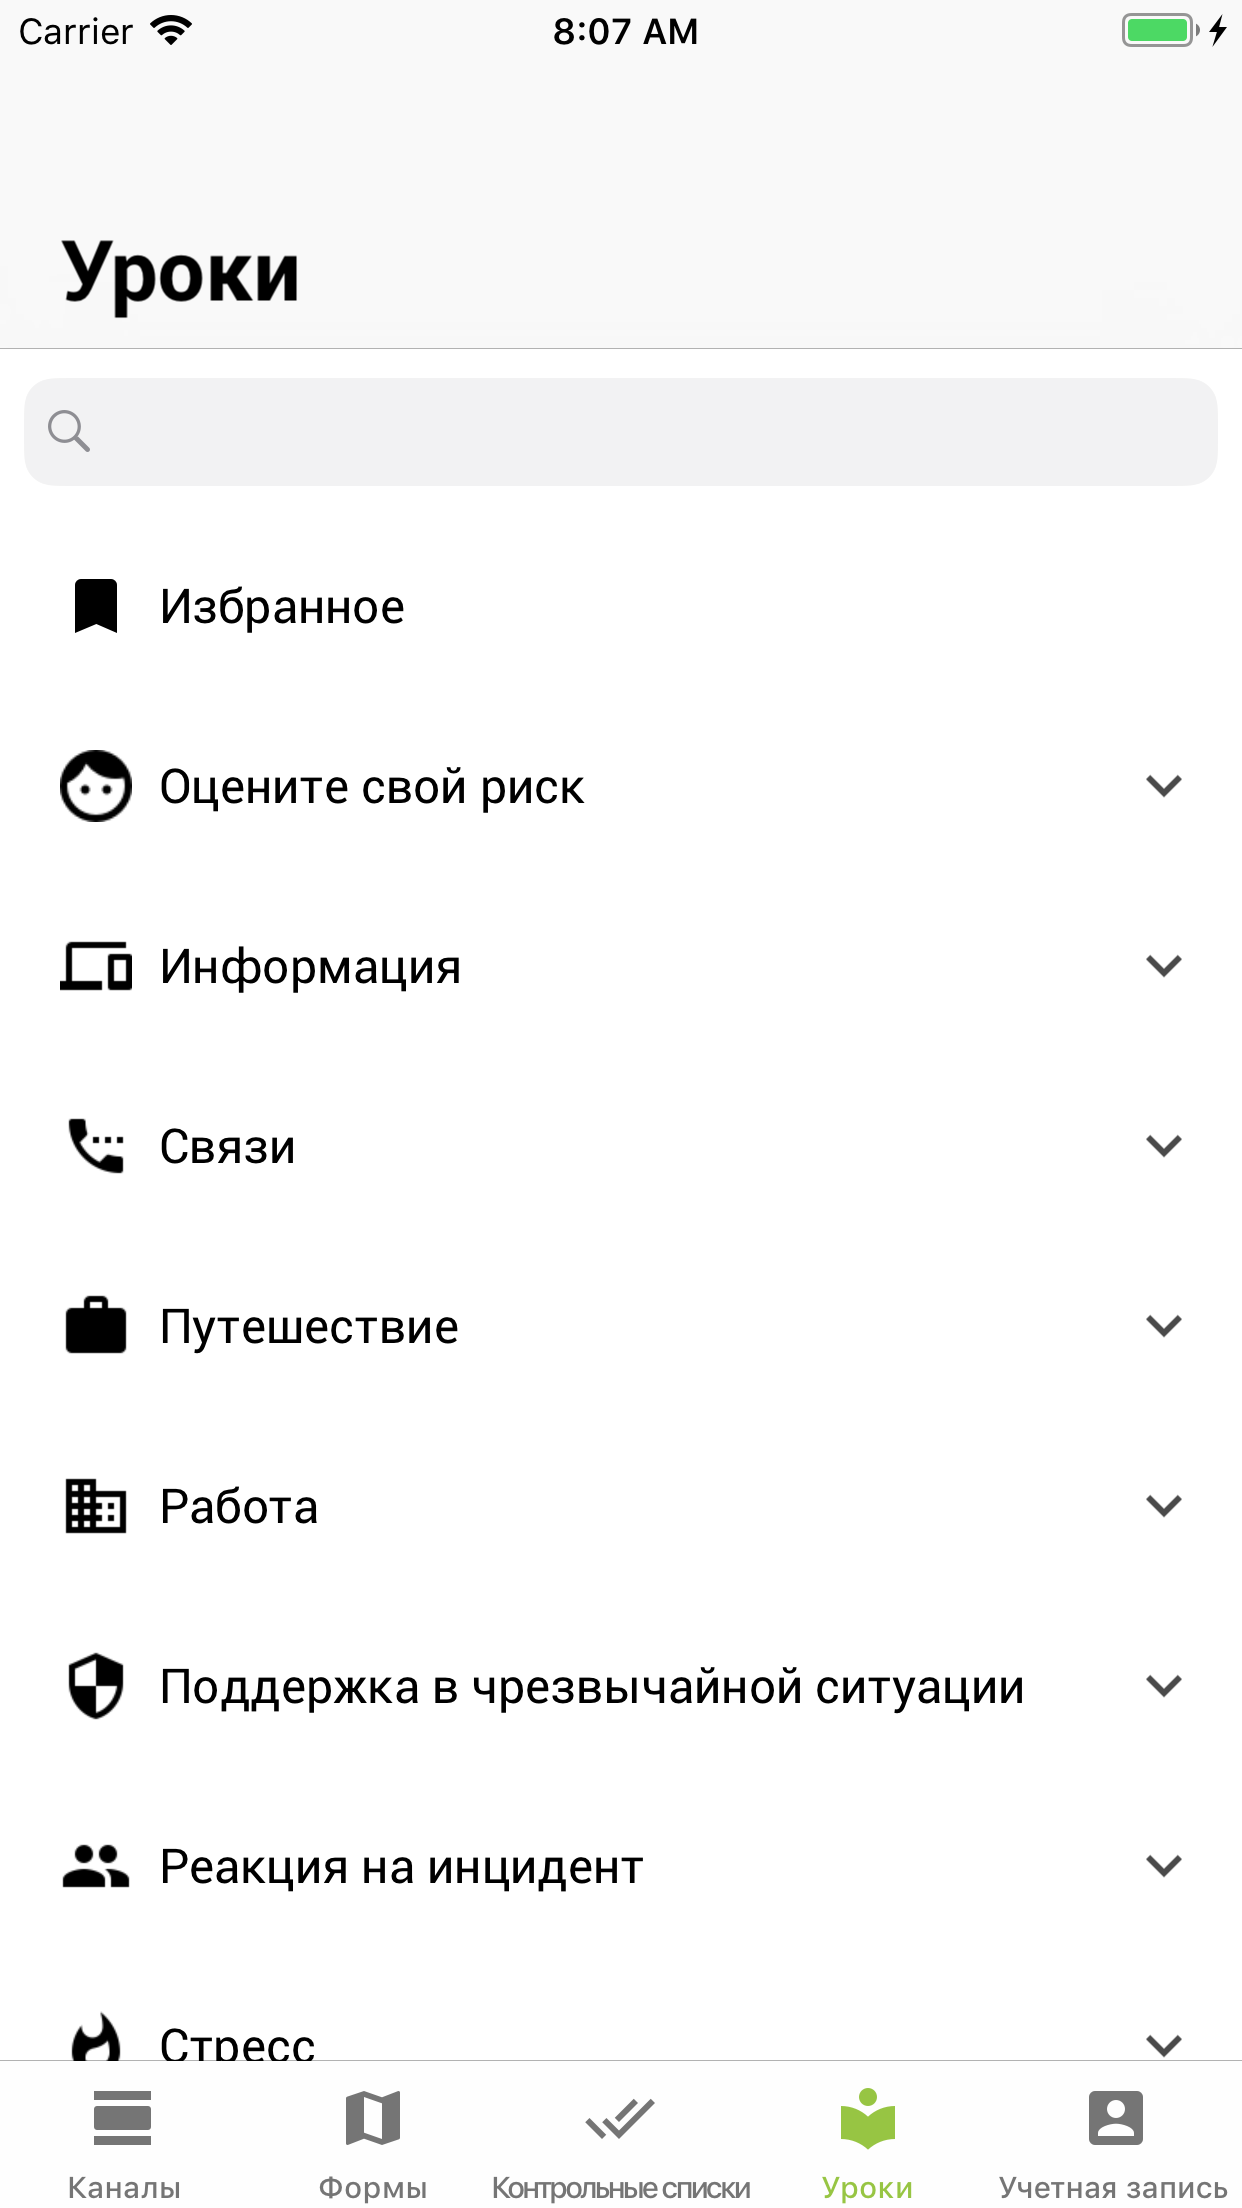 Carrier 8:07 AM
Уроки
Избранное
Оцените свой риск
Информация
Связи
Путешествие
Работа
Поддержка в чрезвычайной ситуации
Реакция на инцидент
Стресс
Каналы Формы Контрольные списки Уроки Учетная запись